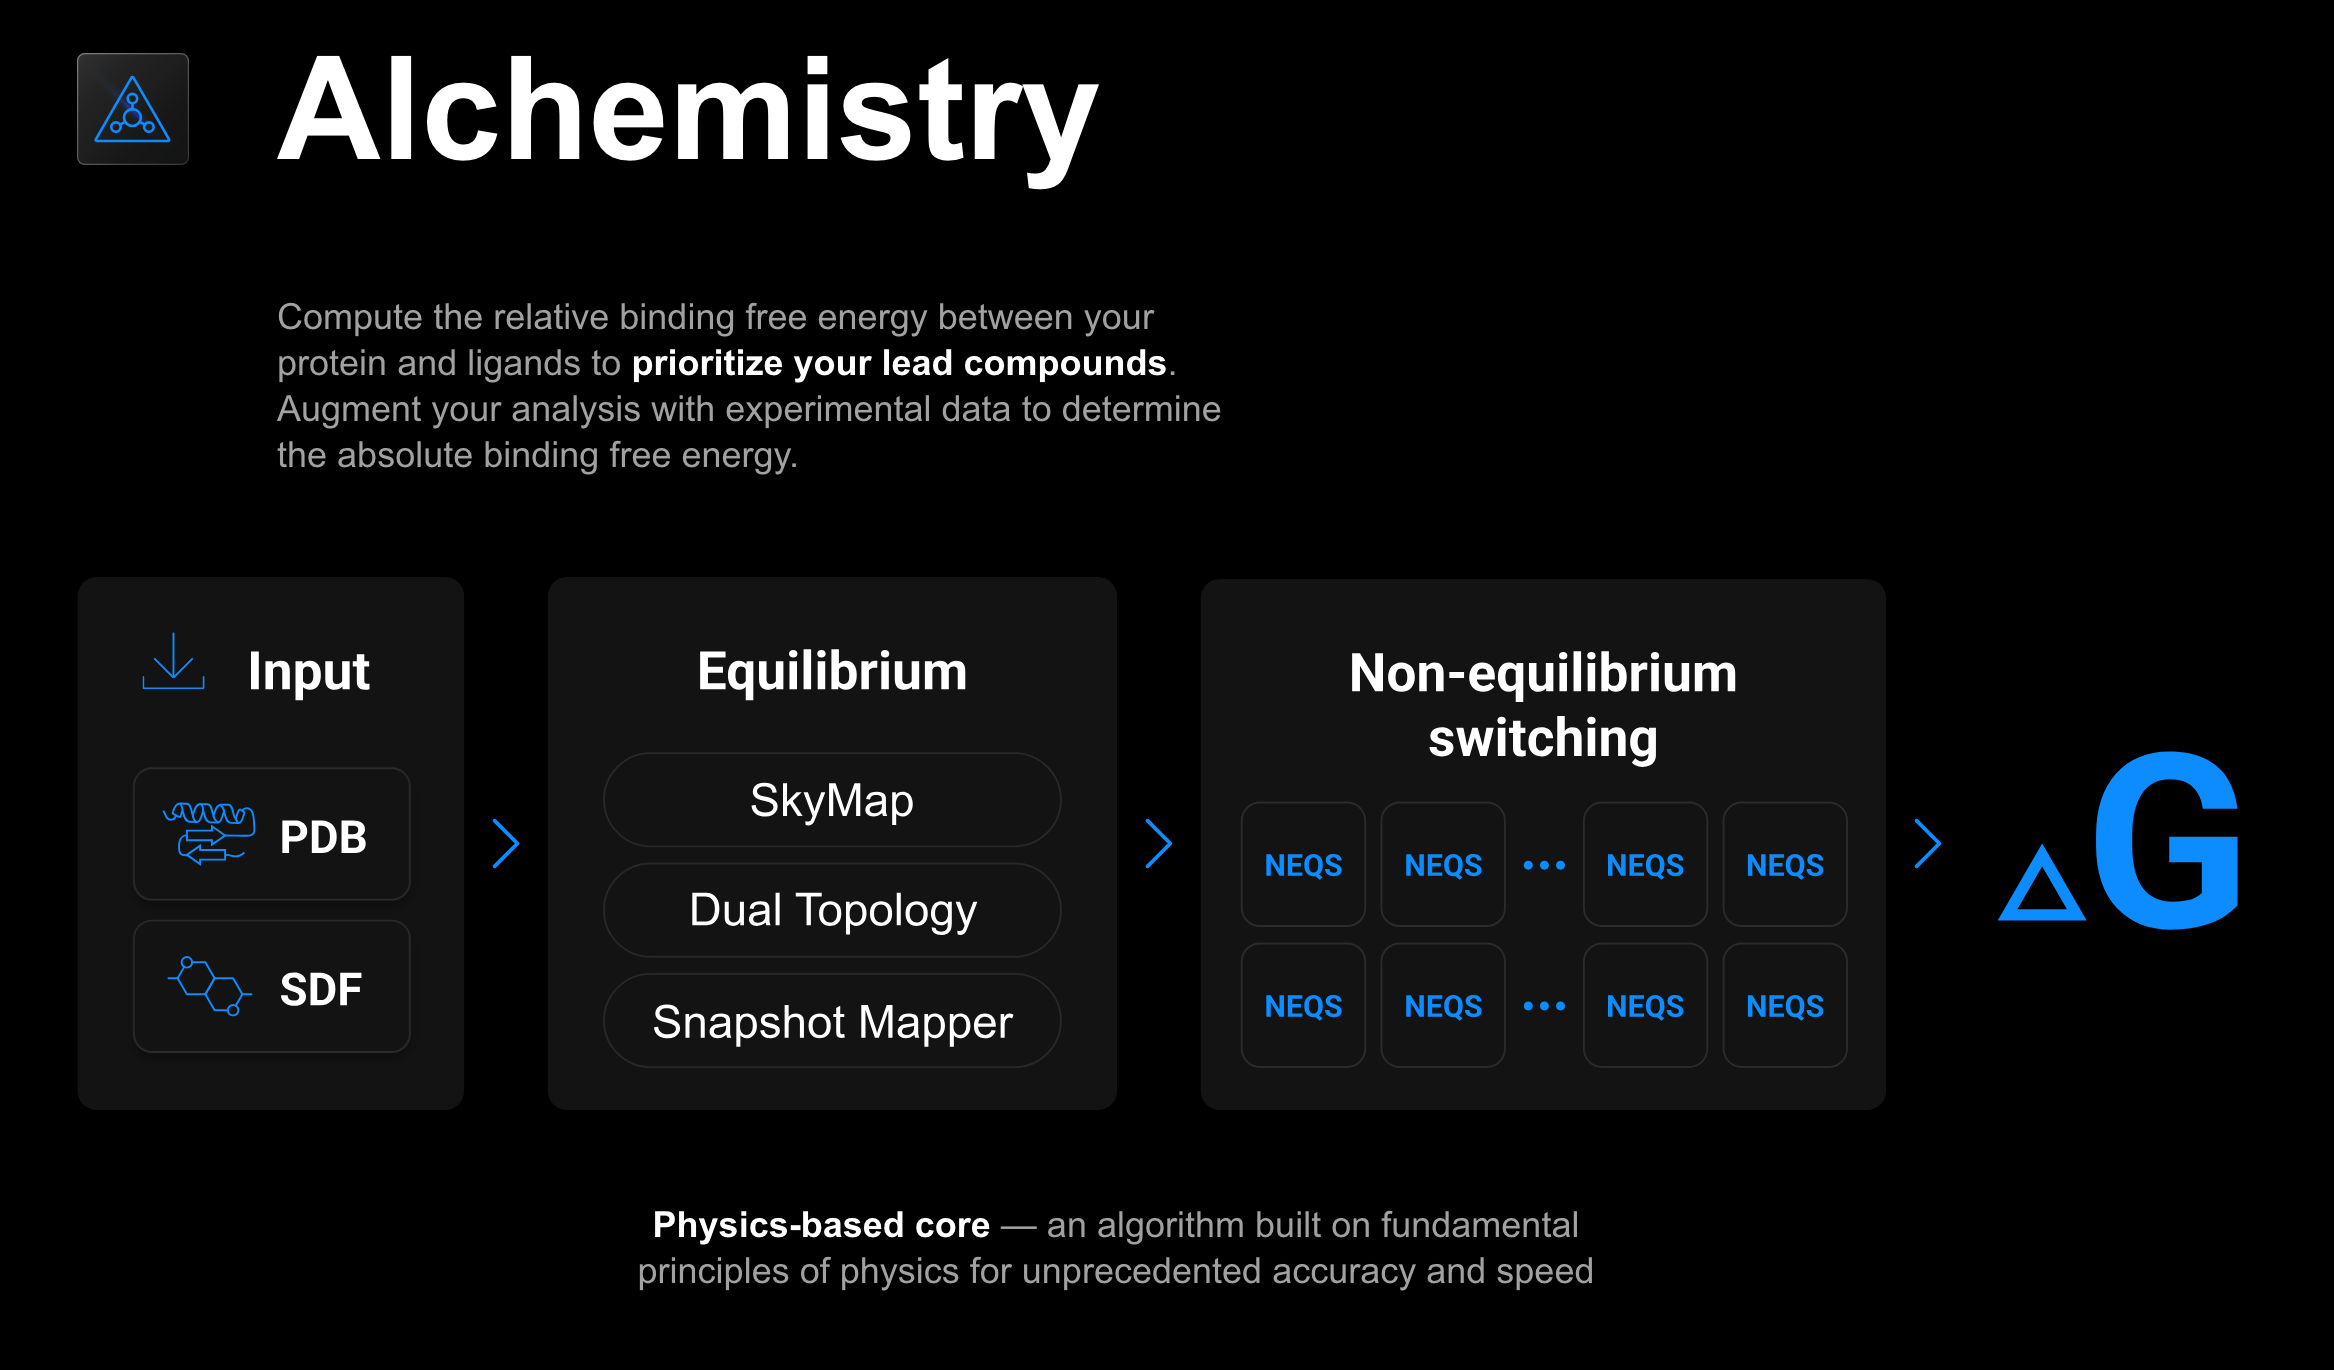 Alchemistry
Compute the relative binding free energy between your
protein and ligands to prioritize your lead compounds.
Augment your analysis with experimental data to determine
the absolute binding free energy.
Input
PDB
SDF
Equilibrium
SkyMap
Dual Topology
Snapshot Mapper
Non-equilibrium
switching
NEQS NEQS ••• NEQS NEQS
NEQS NEQS ••• NEQS NEQS
△G
Physics-based core — an algorithm built on fundamental
principles of physics for unprecedented accuracy and speed